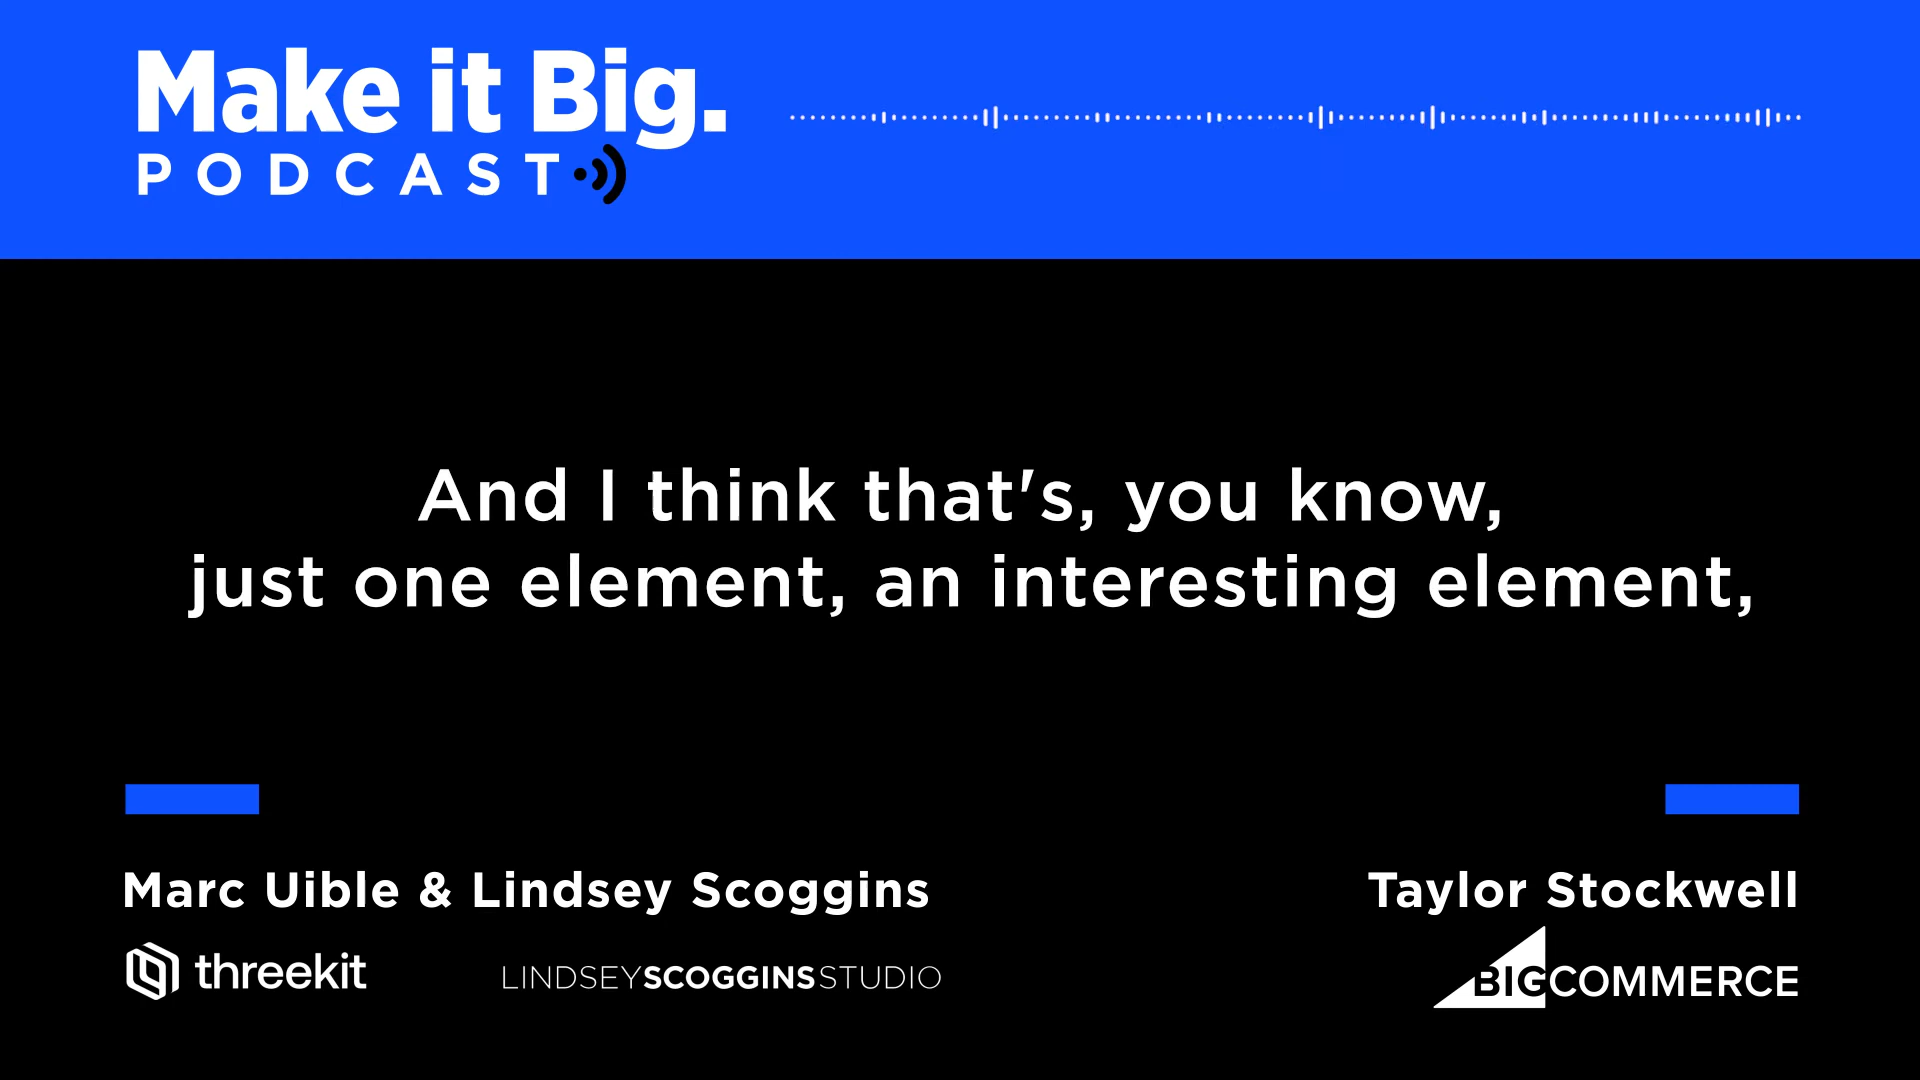 Make it Big.
PODCAST
And I think that's, you know,
just one element, an interesting element,
Marc Uible & Lindsey Scoggins
Taylor Stockwell
threekit
LINDSEYSCOGGINSSTUDIO
BIGCOMMERCE